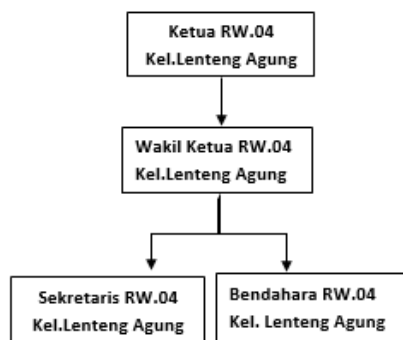 Ketua RW.04
Kel.Lenteng Agung
Wakil Ketua RW.04
Kel.Lenteng Agung
Sekretaris RW.04
Kel.Lenteng Agung
Bendahara RW.04
Kel. Lenteng Agung